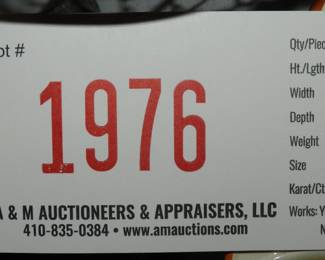 ot #
1976
A & M AUCTIONEERS & APPRAISERS, LLC
410-835-0384 • www.amauctions.com
Qty/Piec
Ht./Lgth
Width
Depth
Weight
Size
Karat/Ct
Works: Y
N